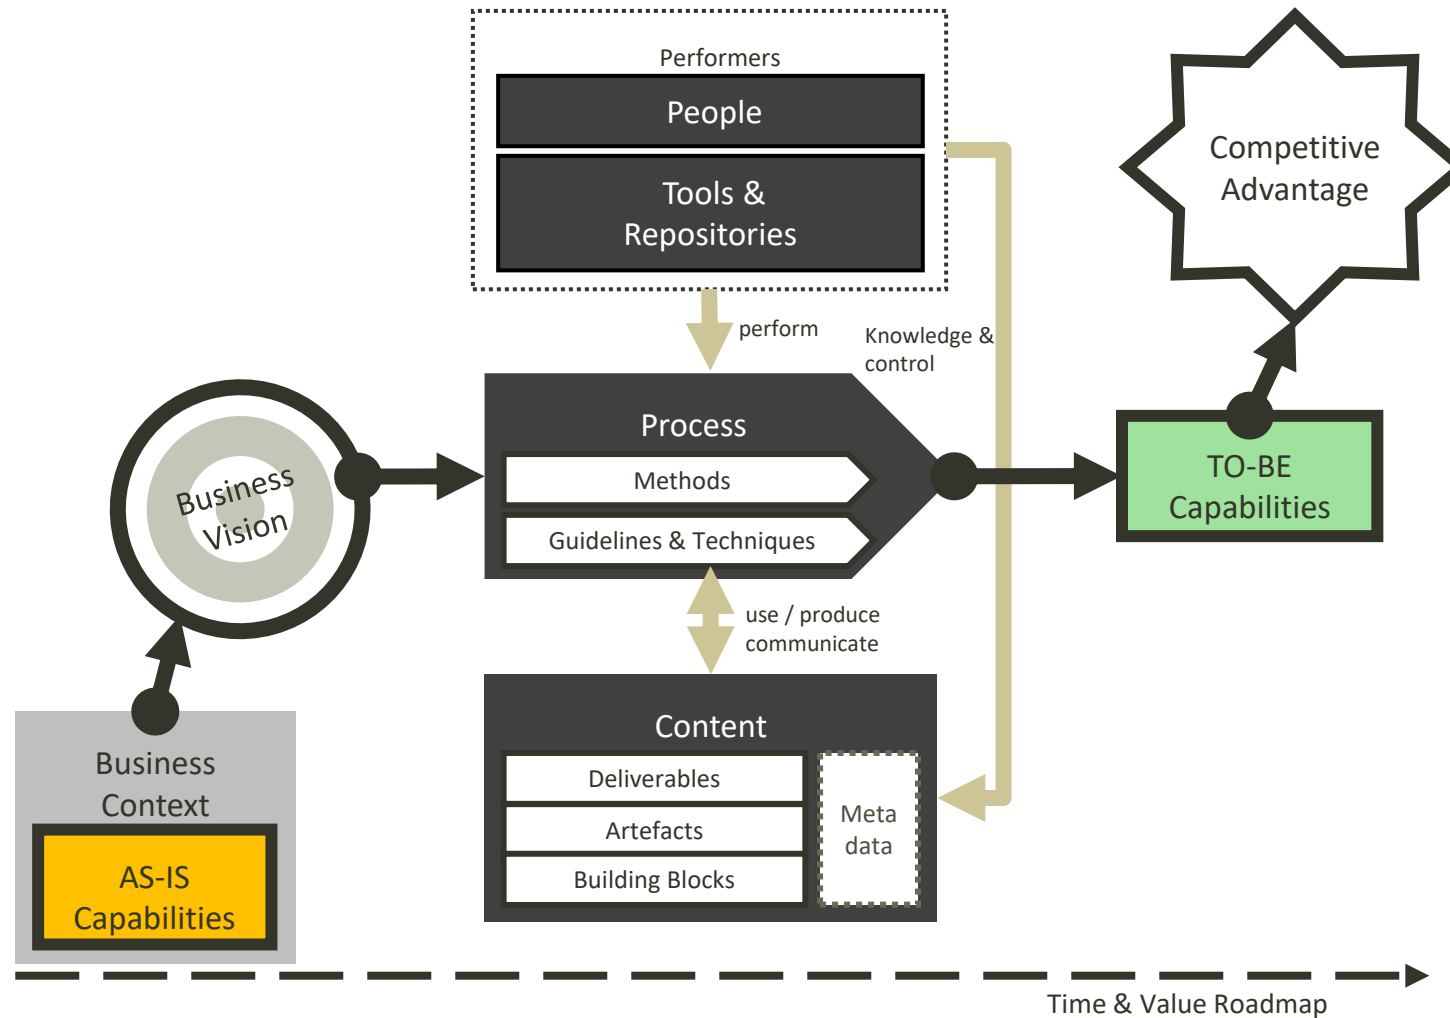 Performers
People
Tools &
Repositories
Competitive
Advantage
perform
Knowledge &
control
Process
Methods
Guidelines & Techniques
Business
Vision
TO-BE
Capabilities
use / produce
communicate
Content
Deliverables
Artefacts
Building Blocks
Meta
data
Business
Context
AS-IS
Capabilities
Time & Value Roadmap